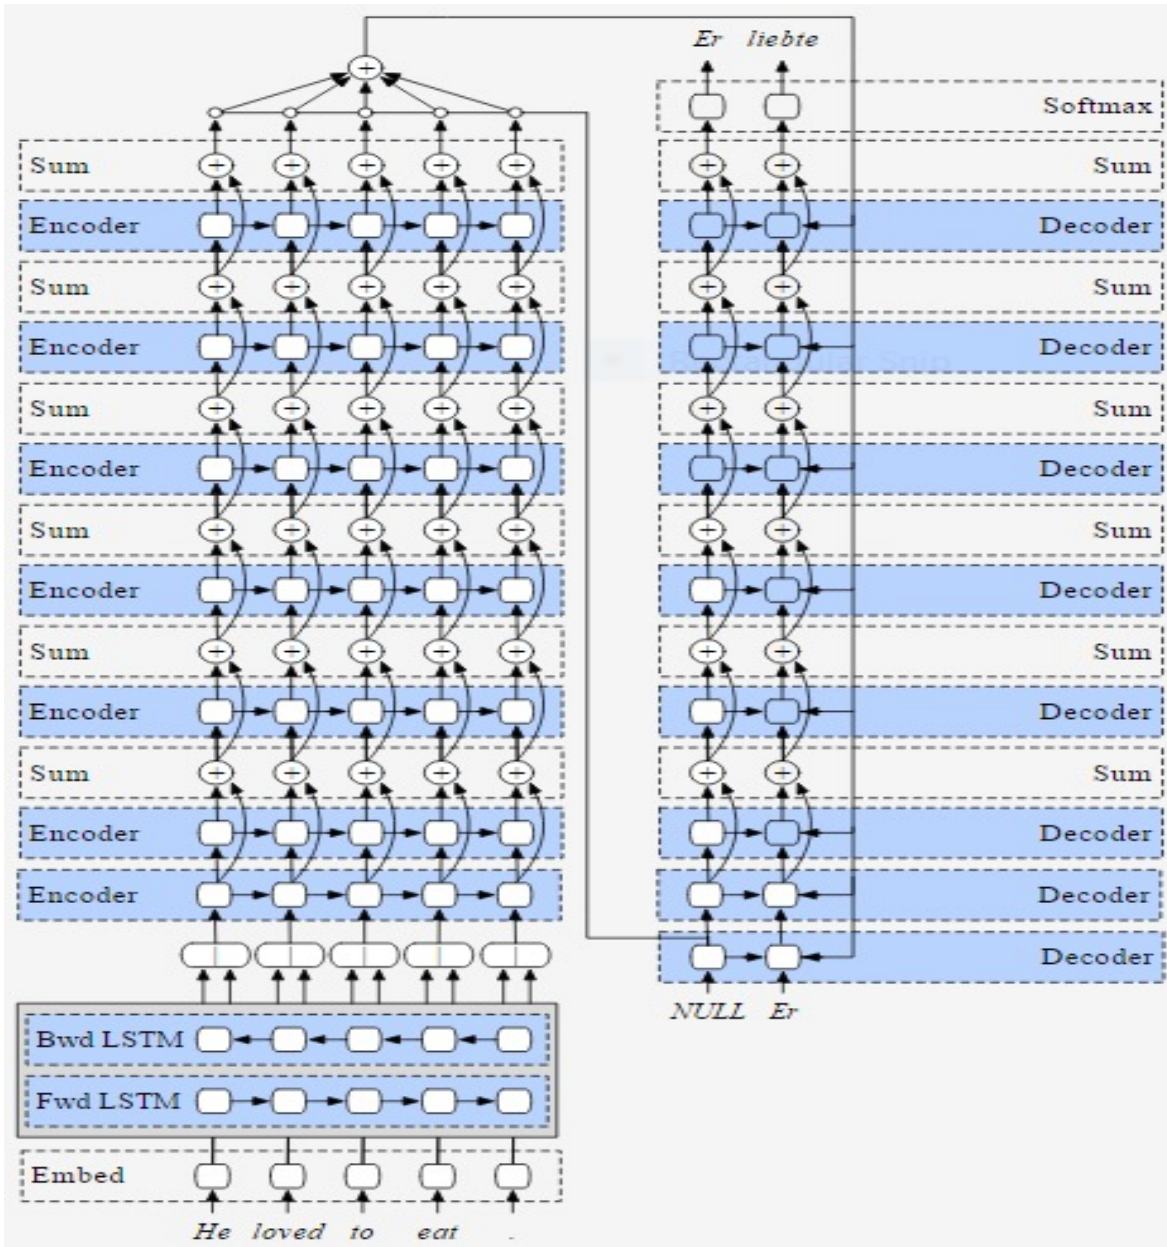 Er liebte
Softmax
Sum
Sum
Encoder
Decoder
Sum
Sum
Encoder
Decoder
Rectangular Snip
Sum
Sum
Encoder
Decoder
Sum
Sum
Encoder
Decoder
Sum
Sum
Encoder
Decoder
Sum
Sum
Encoder
Decoder
Encoder
Decoder
Decoder
NULL Er
Bwd LSTM
Fwd LSTM
Embed
He loved to eat .